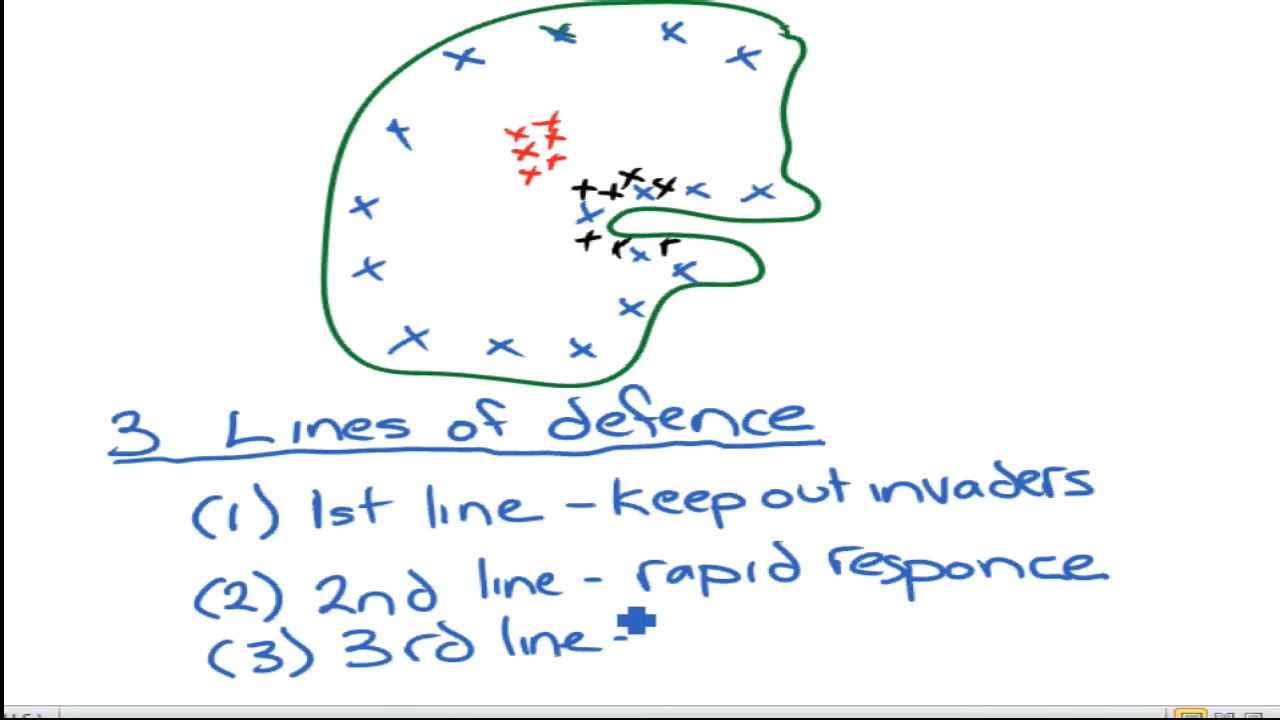 3 Lines of defence
(1) 1st line - keep out invaders
(2) 2nd line - rapid responce
(3) 3rd line -